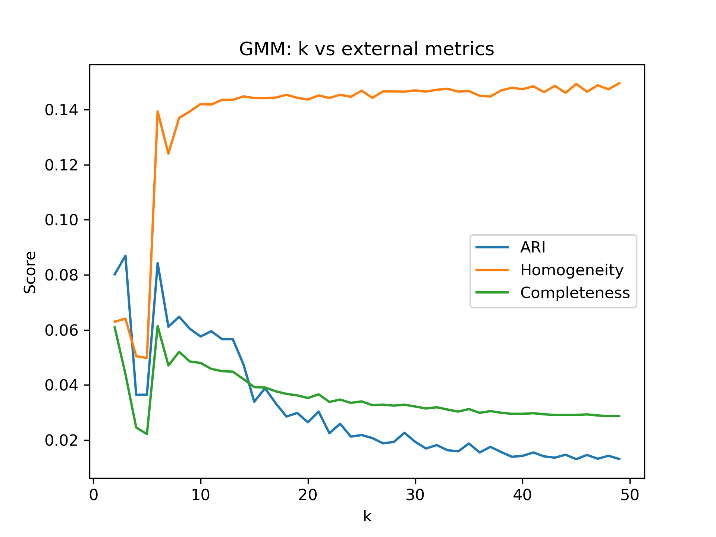 GMM: k vs external metrics
Score
0.14
0.12
0.10
0.08
0.06
0.04
0.02
ARI
Homogeneity
Completeness
0
10
20
30
40
50
k